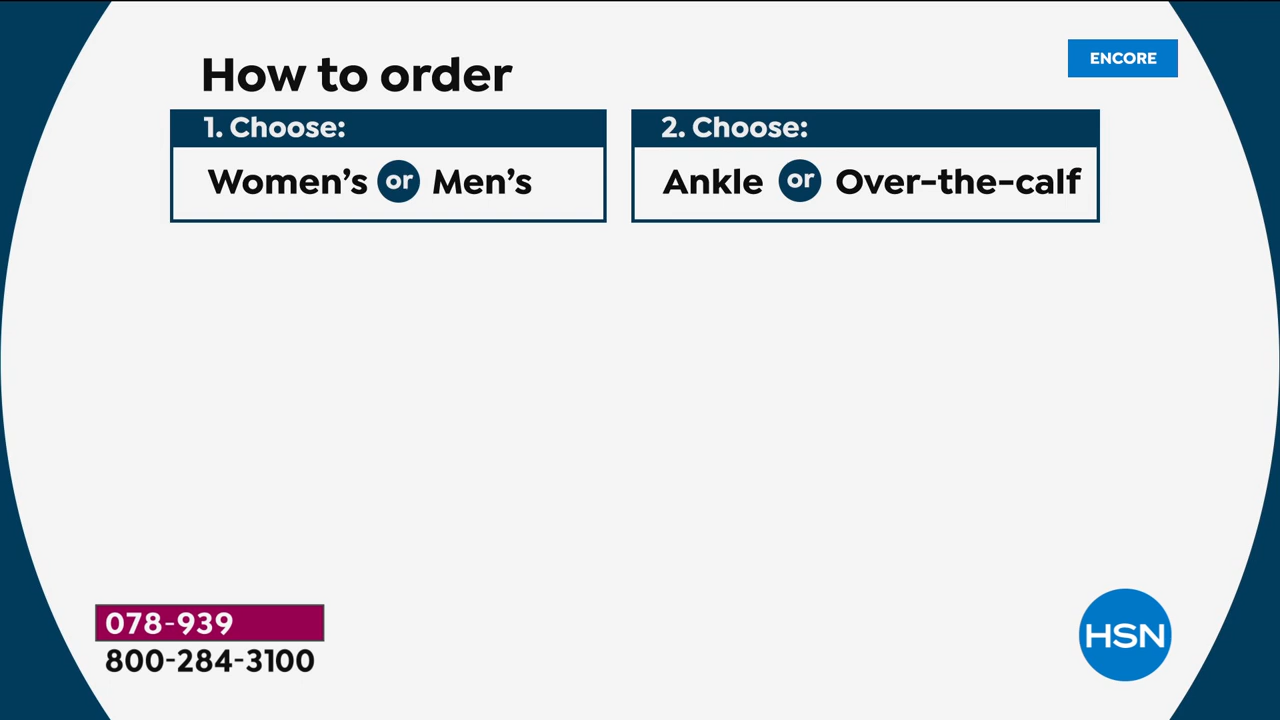 How to order
ENCORE
1. Choose:
Women's or Men's
2. Choose:
Ankle or Over-the-calf
078-939
800-284-3100
HSN